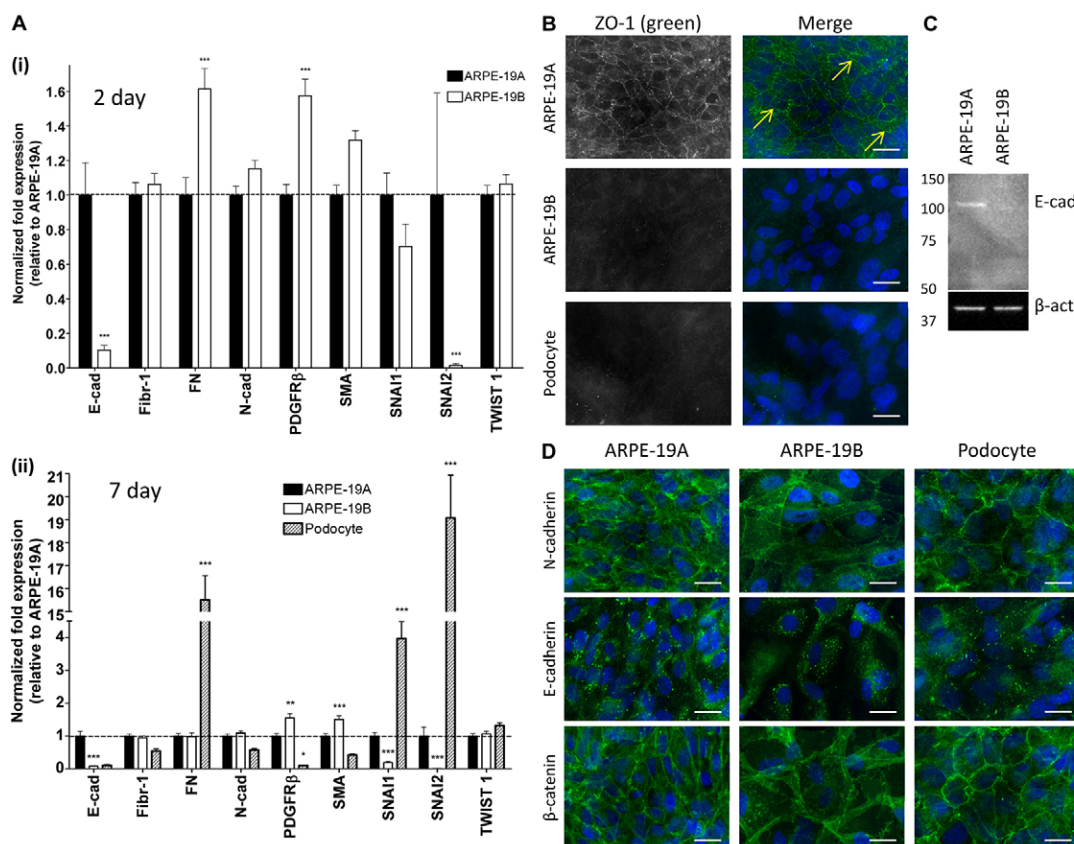 A
(i)
2 day
ARPE-19A
ARPE-19B
Normalized fold expression
(relative to ARPE-19A)
1.6
1.4
1.2
1.0
0.8
0.6
0.4
0.2
0.0
***
***
***
***
E-cad
Fibr-1
FN
N-cad
PDGFRβ
SMA
SNAI1
SNAI2
TWIST 1
(ii)
7 day
ARPE-19A
ARPE-19B
Podocyte
Normalized fold expression
(relative to ARPE-19A)
21
20
19
18
17
16
15
4
2
1
0
***
***
**
*
***
***
***
***
***
E-cad
Fibr-1
FN
N-cad
PDGFRβ
SMA
SNAI1
SNAI2
TWIST 1
B
ZO-1 (green)
Merge
ARPE-19A
ARPE-19B
Podocyte
C
ARPE-19A
ARPE-19B
150
100
75
50
37
E-cad
β-act
D
ARPE-19A
ARPE-19B
Podocyte
N-cadherin
E-cadherin
β-catenin